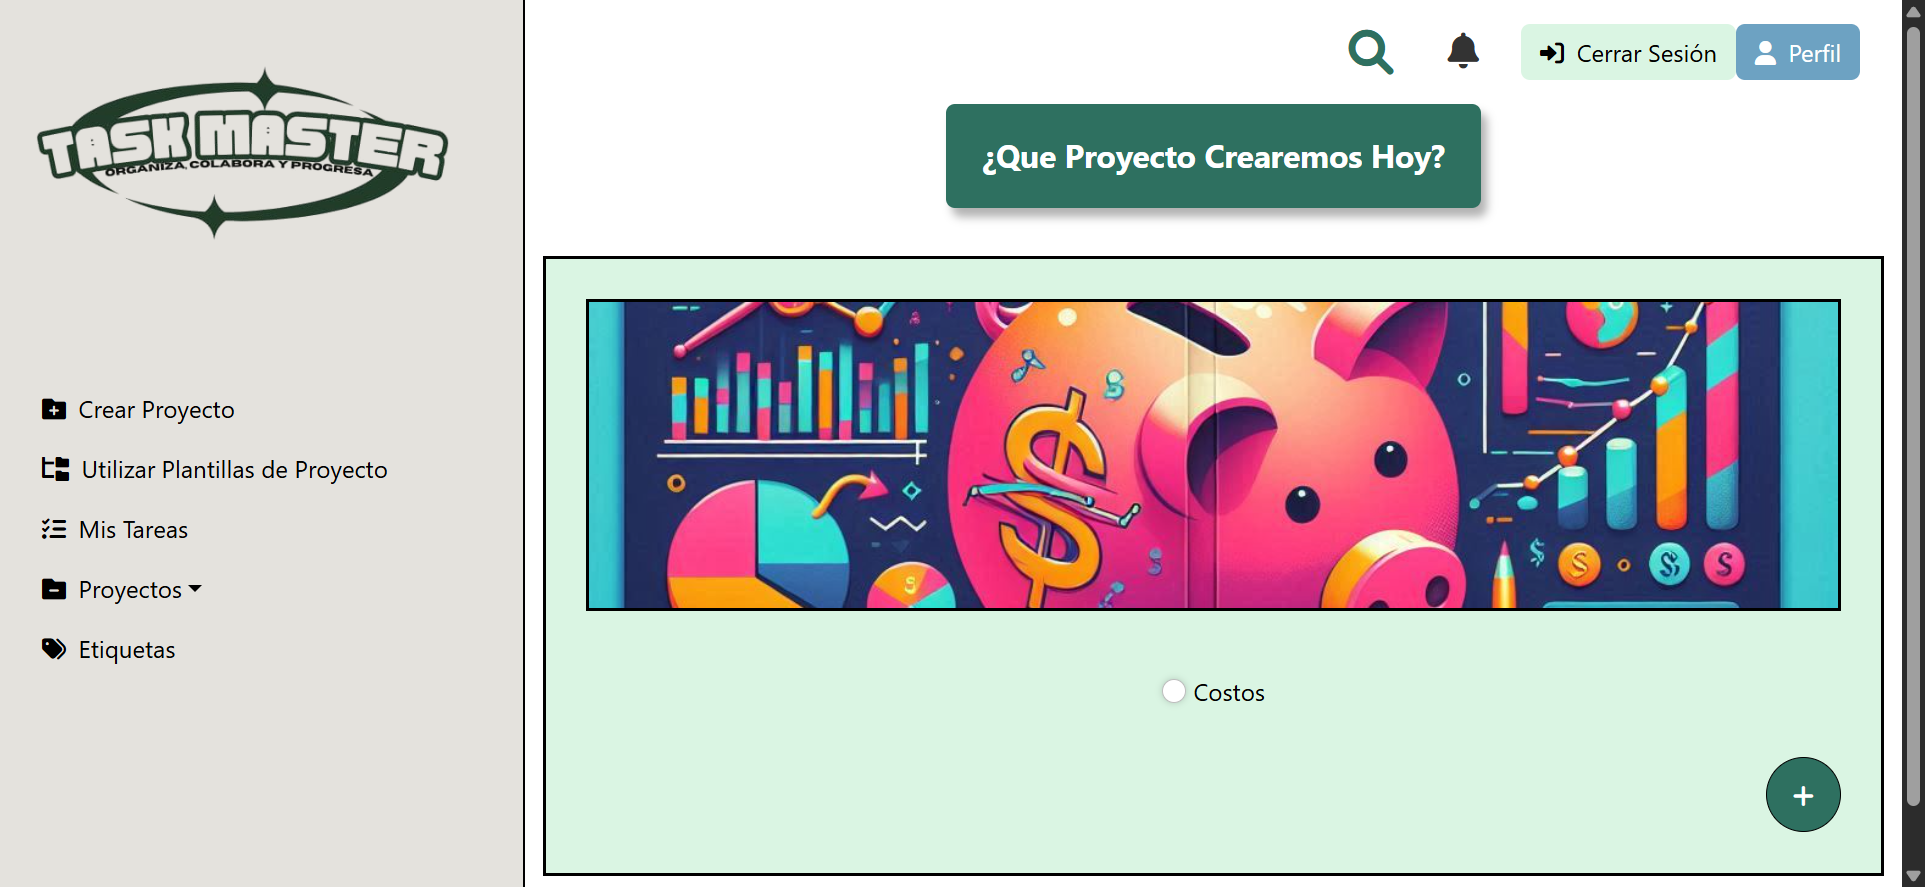 TASK MASTER
ORGANIZA, COLABORA Y PROGRESA
Crear Proyecto
Utilizar Plantillas de Proyecto
Mis Tareas
Proyectos
Etiquetas
Cerrar Sesión
Perfil
¿Que Proyecto Crearemos Hoy?
Costos